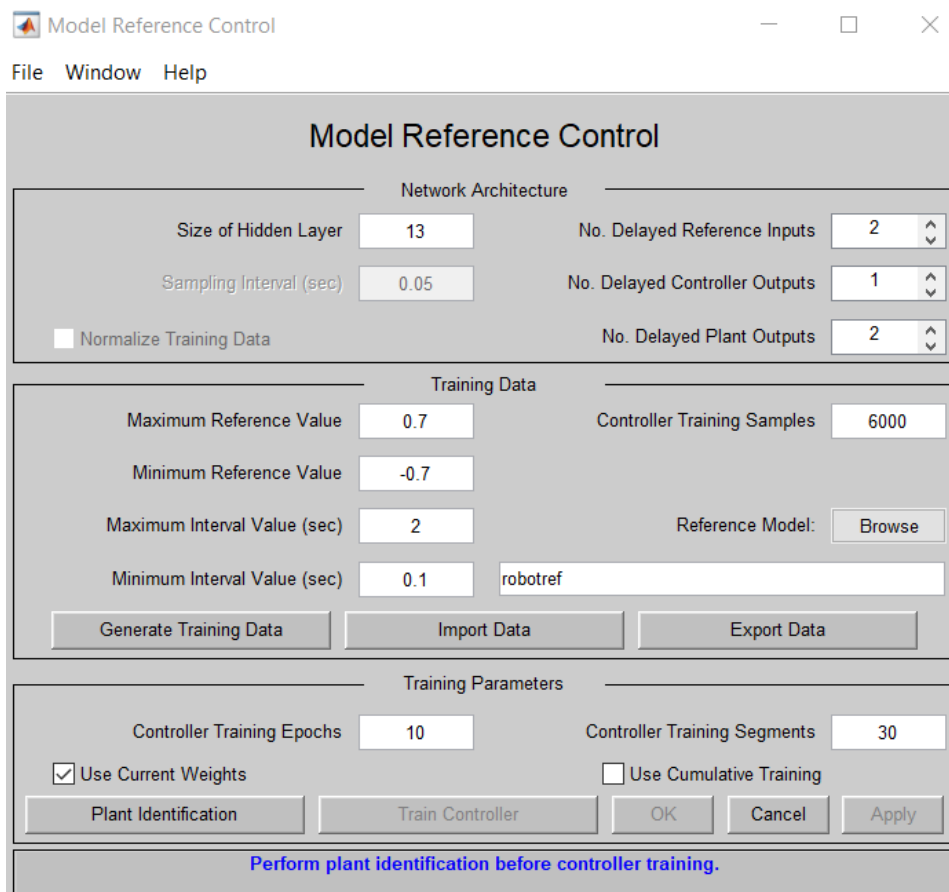 Model Reference Control
File Window Help
Model Reference Control
Network Architecture
Size of Hidden Layer 13 No. Delayed Reference Inputs 2
Sampling Interval (sec) 0.05 No. Delayed Controller Outputs 1
Normalize Training Data No. Delayed Plant Outputs 2
Training Data
Maximum Reference Value 0.7 Controller Training Samples 6000
Minimum Reference Value -0.7
Maximum Interval Value (sec) 2 Reference Model: Browse
Minimum Interval Value (sec) 0.1 robotref
Generate Training Data Import Data Export Data
Training Parameters
Controller Training Epochs 10 Controller Training Segments 30
Use Current Weights Use Cumulative Training
Plant Identification Train Controller OK Cancel Apply
Perform plant identification before controller training.